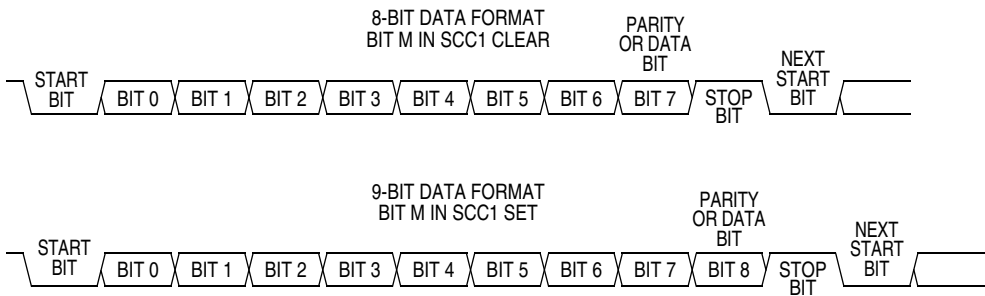 8-BIT DATA FORMAT
BIT M IN SCC1 CLEAR
PARITY
OR DATA
BIT
NEXT
START
BIT
START
BIT
BIT 0 BIT 1 BIT 2 BIT 3 BIT 4 BIT 5 BIT 6 BIT 7
STOP
BIT
9-BIT DATA FORMAT
BIT M IN SCC1 SET
PARITY
OR DATA
BIT
NEXT
START
BIT
START
BIT
BIT 0 BIT 1 BIT 2 BIT 3 BIT 4 BIT 5 BIT 6 BIT 7 BIT 8
STOP
BIT